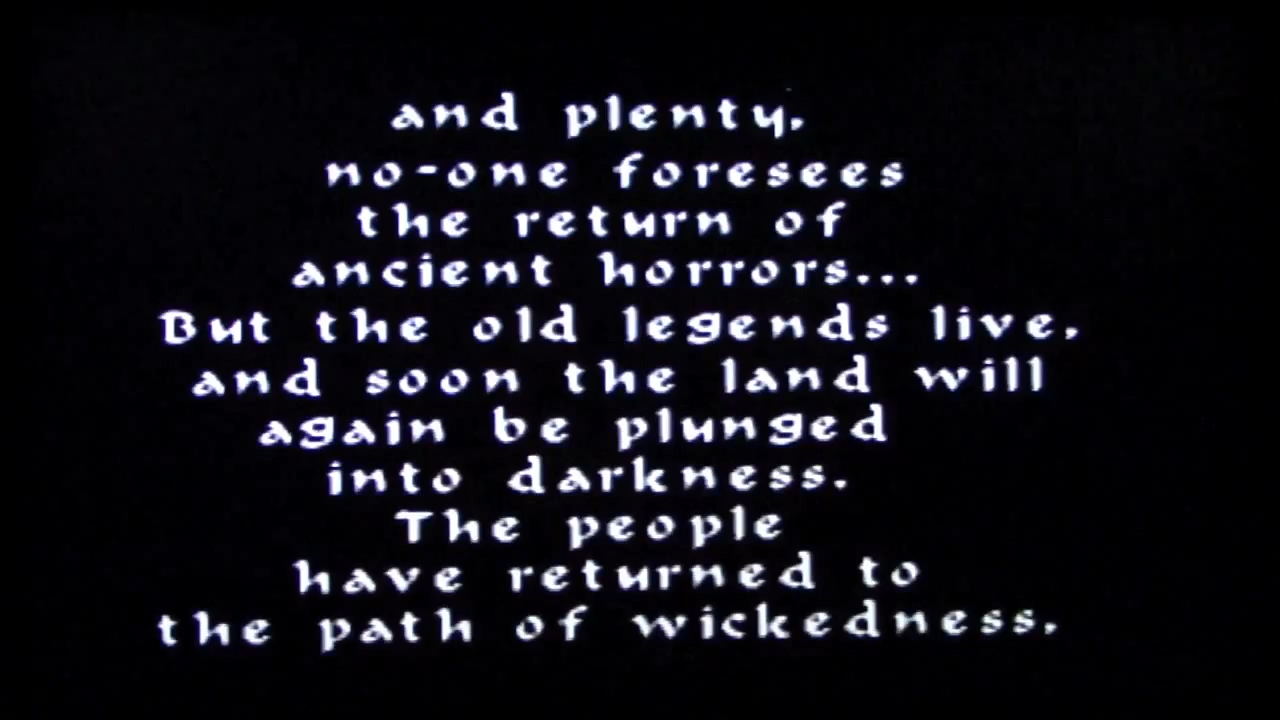 and plenty,
no-one foresees
the return of
ancient horrors...
But the old legends live,
and soon the land will
again be plunged
into darkness.
The people
have returned to
the path of wickedness,